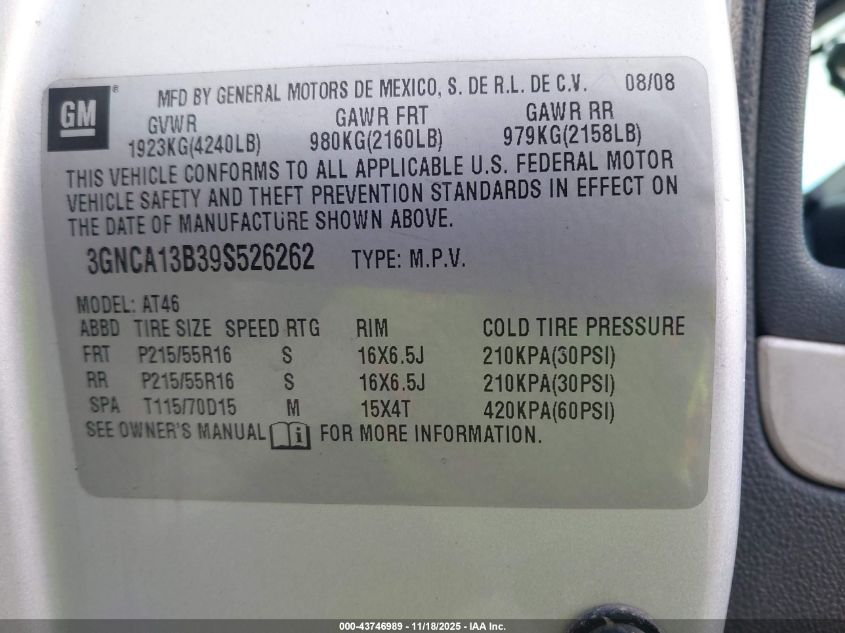 GM ® MFD BY GENERAL MOTORS DE MEXICO, S. DE R.L. DE C.V. 08/08
GVWR GAWR FRT GAWR RR
1923KG(4240LB) 980KG(2160LB) 979KG(2158LB)
THIS VEHICLE CONFORMS TO ALL APPLICABLE U.S. FEDERAL MOTOR
VEHICLE SAFETY AND THEFT PREVENTION STANDARDS IN EFFECT ON
THE DATE OF MANUFACTURE SHOWN ABOVE.
3GNCA13B39S526262 TYPE: M.P.V.
MODEL: AT46
ABBD TIRE SIZE SPEED RTG RIM COLD TIRE PRESSURE
FRT P215/55R16 S 16X6.5J 210KPA(30PSI)
RR P215/55R16 S 16X6.5J 210KPA(30PSI)
SPA T115/70D15 M 15X4T 420KPA(60PSI)
SEE OWNER'S MANUAL i FOR MORE INFORMATION.
000-43746989 - 11/18/2025 - IAA Inc.